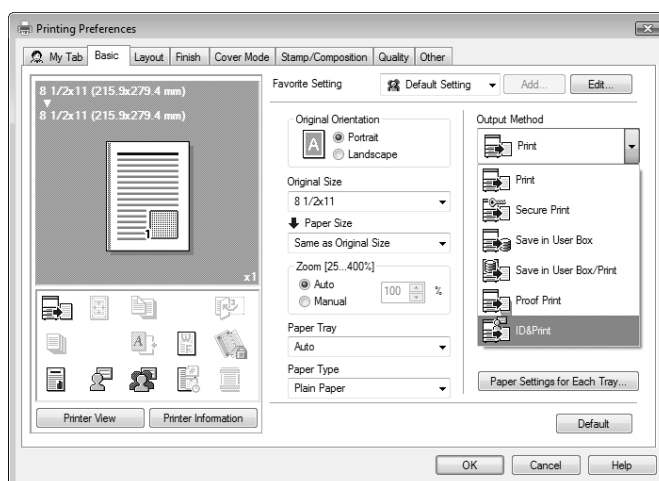 Printing Preferences
My Tab Basic Layout Finish Cover Mode Stamp/Composition Quality Other
8 1/2x11 (215.9x279.4 mm)
8 1/2x11 (215.9x279.4 mm)
1
x1
Printer View Printer Information
Favorite Setting Default Setting Add... Edit...
Original Orientation
A
Portrait
Landscape
Original Size
8 1/2x11
Paper Size
Same as Original Size
Zoom [25...400%]
Auto
Manual
100 %
Paper Tray
Auto
Paper Type
Plain Paper
Output Method
Print
Print
Secure Print
Save in User Box
Save in User Box/Print
Proof Print
ID&Print
Paper Settings for Each Tray...
Default
OK Cancel Help